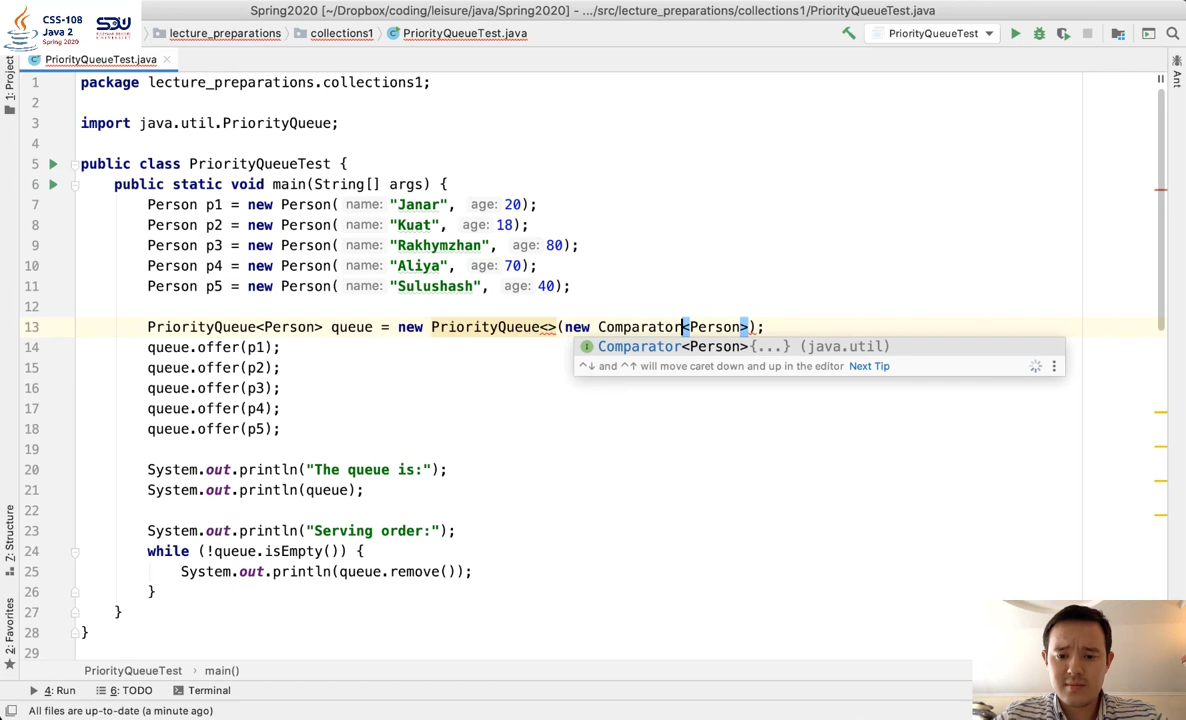 Spring2020 [~/Dropbox/coding/leisure/java/Spring2020] - .../src/lecture_preparations/collections1/PriorityQueueTest.java
CSS-108
Java 2
Spring 2020
SDU
lecture_preparations
collections1
PriorityQueueTest.java
PriorityQueueTest
PriorityQueueTest.java
1: Project
Ant
1 package lecture_preparations.collections1;
2
3 import java.util.PriorityQueue;
4
5 public class PriorityQueueTest {
6 public static void main(String[] args) {
7 Person p1 = new Person( name: "Janar", age: 20);
8 Person p2 = new Person( name: "Kuat", age: 18);
9 Person p3 = new Person( name: "Rakhymzhan", age: 80);
10 Person p4 = new Person( name: "Aliya", age: 70);
11 Person p5 = new Person( name: "Sulushash", age: 40);
12
13 PriorityQueue<Person> queue = new PriorityQueue<>(new Comparator<Person>);
14 queue.offer(p1);
Comparator<Person>{...} (java.util)
15 queue.offer(p2);
^↓ and ^↑ will move caret down and up in the editor Next Tip
16 queue.offer(p3);
17 queue.offer(p4);
18 queue.offer(p5);
19
20 System.out.println("The queue is:");
21 System.out.println(queue);
22
23 System.out.println("Serving order:");
24 while (!queue.isEmpty()) {
25 System.out.println(queue.remove());
26 }
27 }
28 }
29
7: Structure
2: Favorites
PriorityQueueTest
main()
4: Run
6: TODO
Terminal
All files are up-to-date (a minute ago)